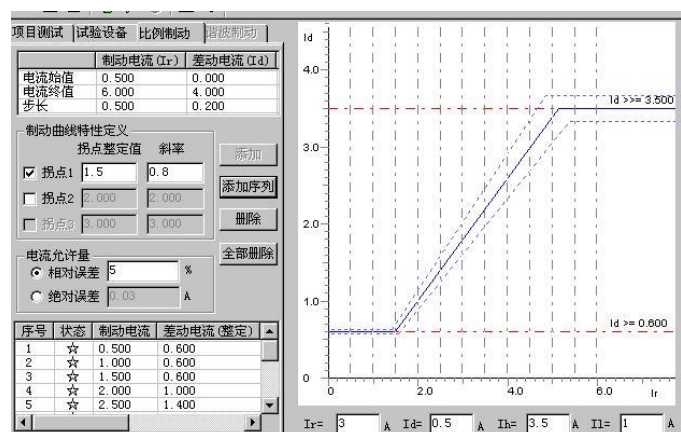 项目测试 试验设备 比例制动 谐波制动
制动电流(Ir) 差动电流(Id)
电流始值 0.500 0.000
电流终值 6.000 4.000
步长 0.500 0.200
制动曲线特性定义
拐点整定值 斜率
拐点1 1.5 0.8
拐点2 2.000 2.000
拐点3 3.000 3.000
添加
添加序列
删除
全部删除
电流允许量
相对误差 5 %
绝对误差 0.03 A
序号 状态 制动电流 差动电流(整定)
1 ☆ 0.500 0.600
2 ☆ 1.000 0.600
3 ☆ 1.500 0.600
4 ☆ 2.000 1.000
5 ☆ 2.500 1.400
Id
4.0
Id >>= 3.500
3.0
2.0
1.0
Id >= 0.600
0
0 2.0 4.0 6.0 Ir
Ir= 3 A Id= 0.5 A Ih= 3.5 A Il= 1 A